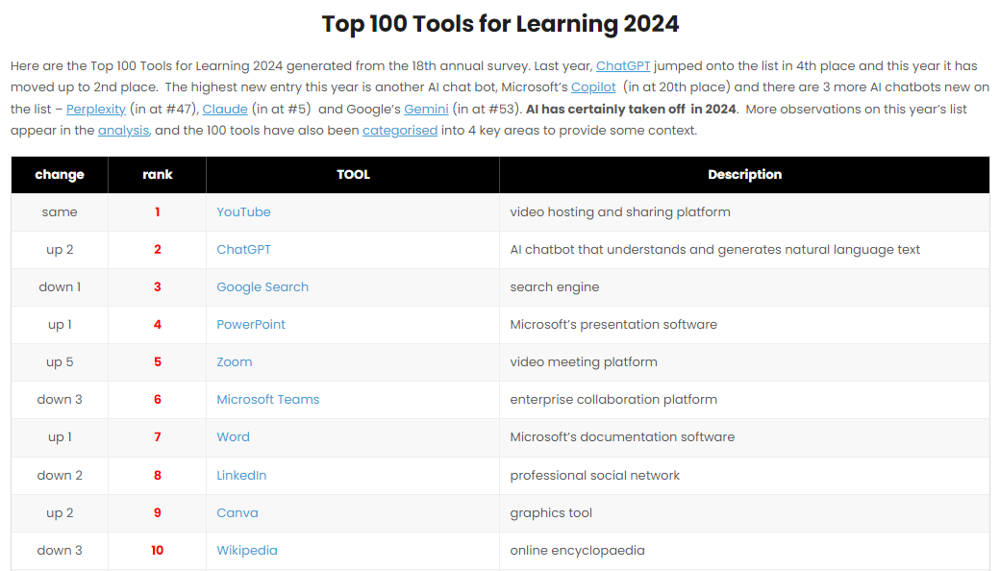 Top 100 Tools for Learning 2024
Here are the Top 100 Tools for Learning 2024 generated from the 18th annual survey. Last year, ChatGPT jumped onto the list in 4th place and this year it has
moved up to 2nd place.  The highest new entry this year is another AI chat bot, Microsoft’s Copilot  (in at 20th place) and there are 3 more AI chatbots new on
the list – Perplexity (in at #47), Claude (in at #5)  and Google’s Gemini (in at #53). AI has certainly taken off  in 2024.  More observations on this year’s list
appear in the analysis, and the 100 tools have also been categorised into 4 key areas to provide some context.
change rank TOOL Description
same 1 YouTube video hosting and sharing platform
up 2 2 ChatGPT AI chatbot that understands and generates natural language text
down 1 3 Google Search search engine
up 1 4 PowerPoint Microsoft’s presentation software
up 5 5 Zoom video meeting platform
down 3 6 Microsoft Teams enterprise collaboration platform
up 1 7 Word Microsoft’s documentation software
down 2 8 LinkedIn professional social network
up 2 9 Canva graphics tool
down 3 10 Wikipedia online encyclopaedia